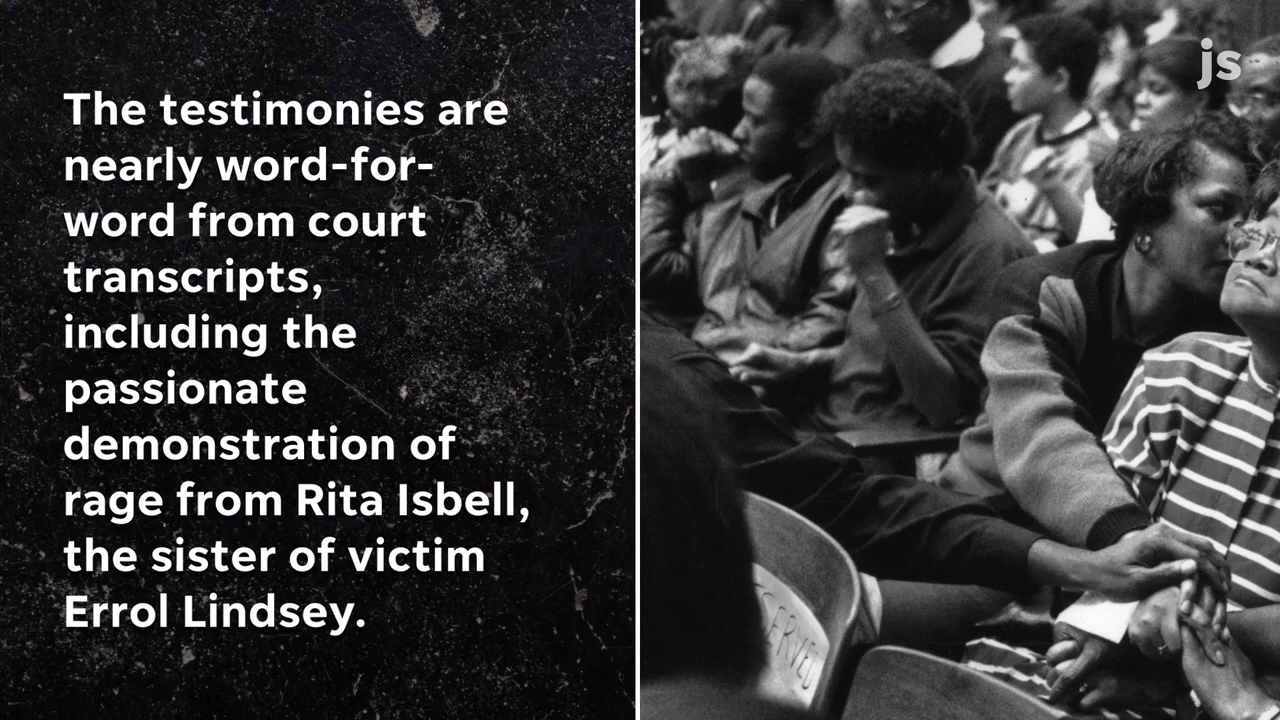 The testimonies are
nearly word-for-
word from court
transcripts,
including the
passionate
demonstration of
rage from Rita Isbell,
the sister of victim
Errol Lindsey.
js
ERVED